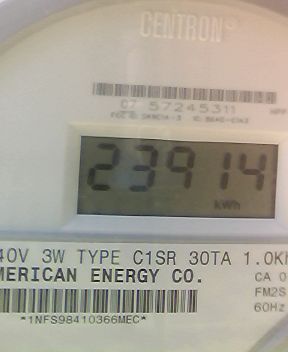 CENTRON®
07 57245311
23914
kWh
40V 3W TYPE C1SR 30TA 1.0Kh
MERICAN ENERGY CO.
CA 0
FM2S
60Hz
*1NFS98410366MEC*